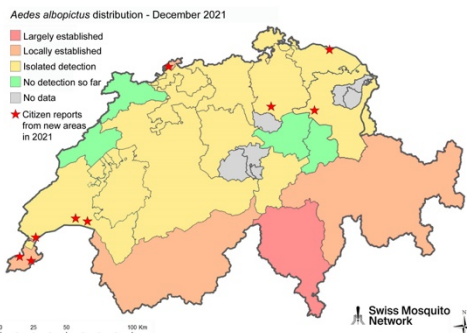 Aedes albopictus distribution - December 2021
Largely established
Locally established
Isolated detection
No detection so far
No data
Citizen reports
from new areas
in 2021
Swiss Mosquito
Network
0 25 50 100 Km
N